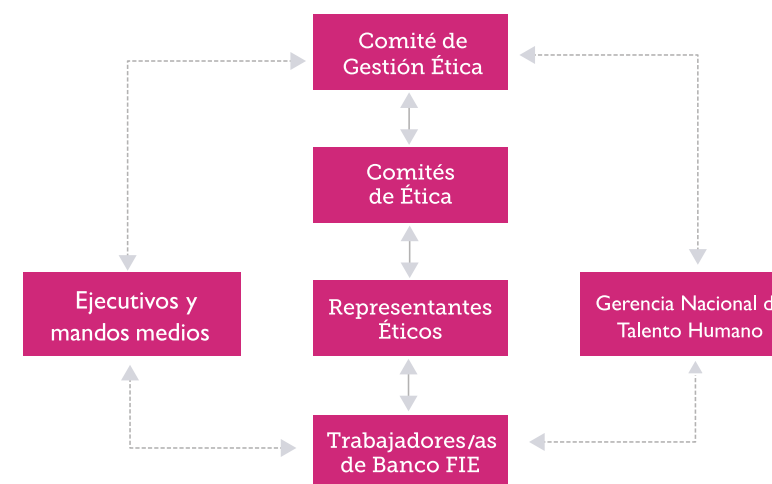 Comité de
Gestión Ética
Comités
de Ética
Ejecutivos y
mandos medios
Representantes
Éticos
Gerencia Nacional d
Talento Humano
Trabajadores/as
de Banco FIE